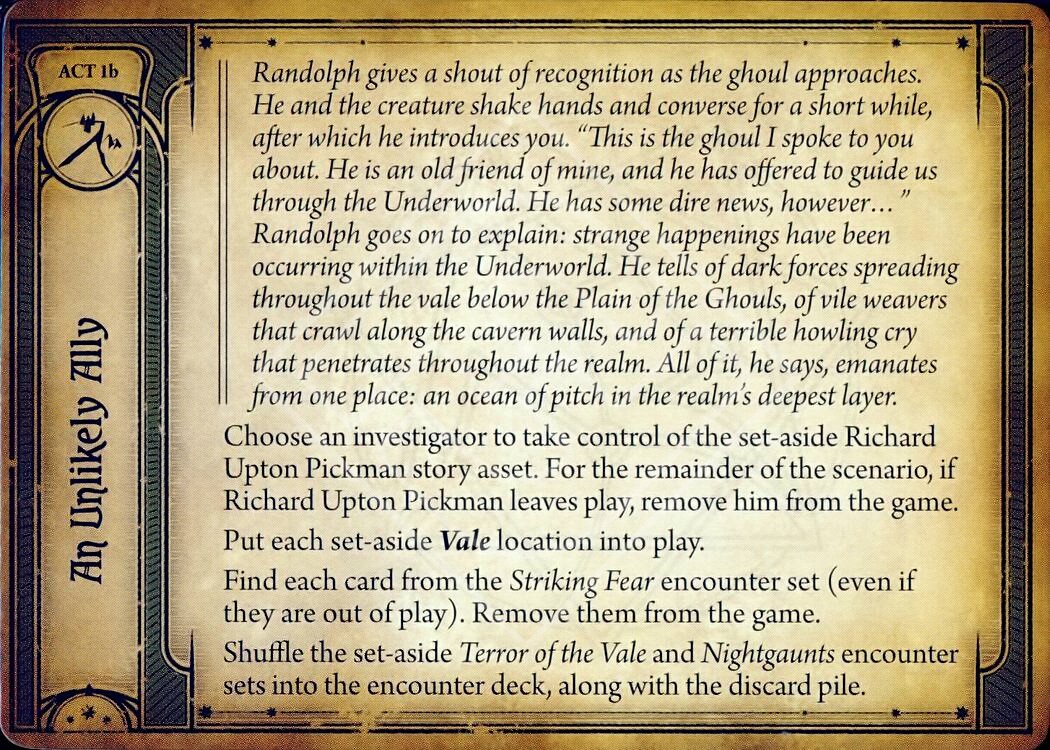 ACT 1b
An Unlikely Ally
Randolph gives a shout of recognition as the ghoul approaches.
He and the creature shake hands and converse for a short while,
after which he introduces you. “This is the ghoul I spoke to you
about. He is an old friend of mine, and he has offered to guide us
through the Underworld. He has some dire news, however… ”
Randolph goes on to explain: strange happenings have been
occurring within the Underworld. He tells of dark forces spreading
throughout the vale below the Plain of the Ghouls, of vile weavers
that crawl along the cavern walls, and of a terrible howling cry
that penetrates throughout the realm. All of it, he says, emanates
from one place: an ocean of pitch in the realm’s deepest layer.
Choose an investigator to take control of the set-aside Richard
Upton Pickman story asset. For the remainder of the scenario, if
Richard Upton Pickman leaves play, remove him from the game.
Put each set-aside Vale location into play.
Find each card from the Striking Fear encounter set (even if
they are out of play). Remove them from the game.
Shuffle the set-aside Terror of the Vale and Nightgaunts encounter
sets into the encounter deck, along with the discard pile.